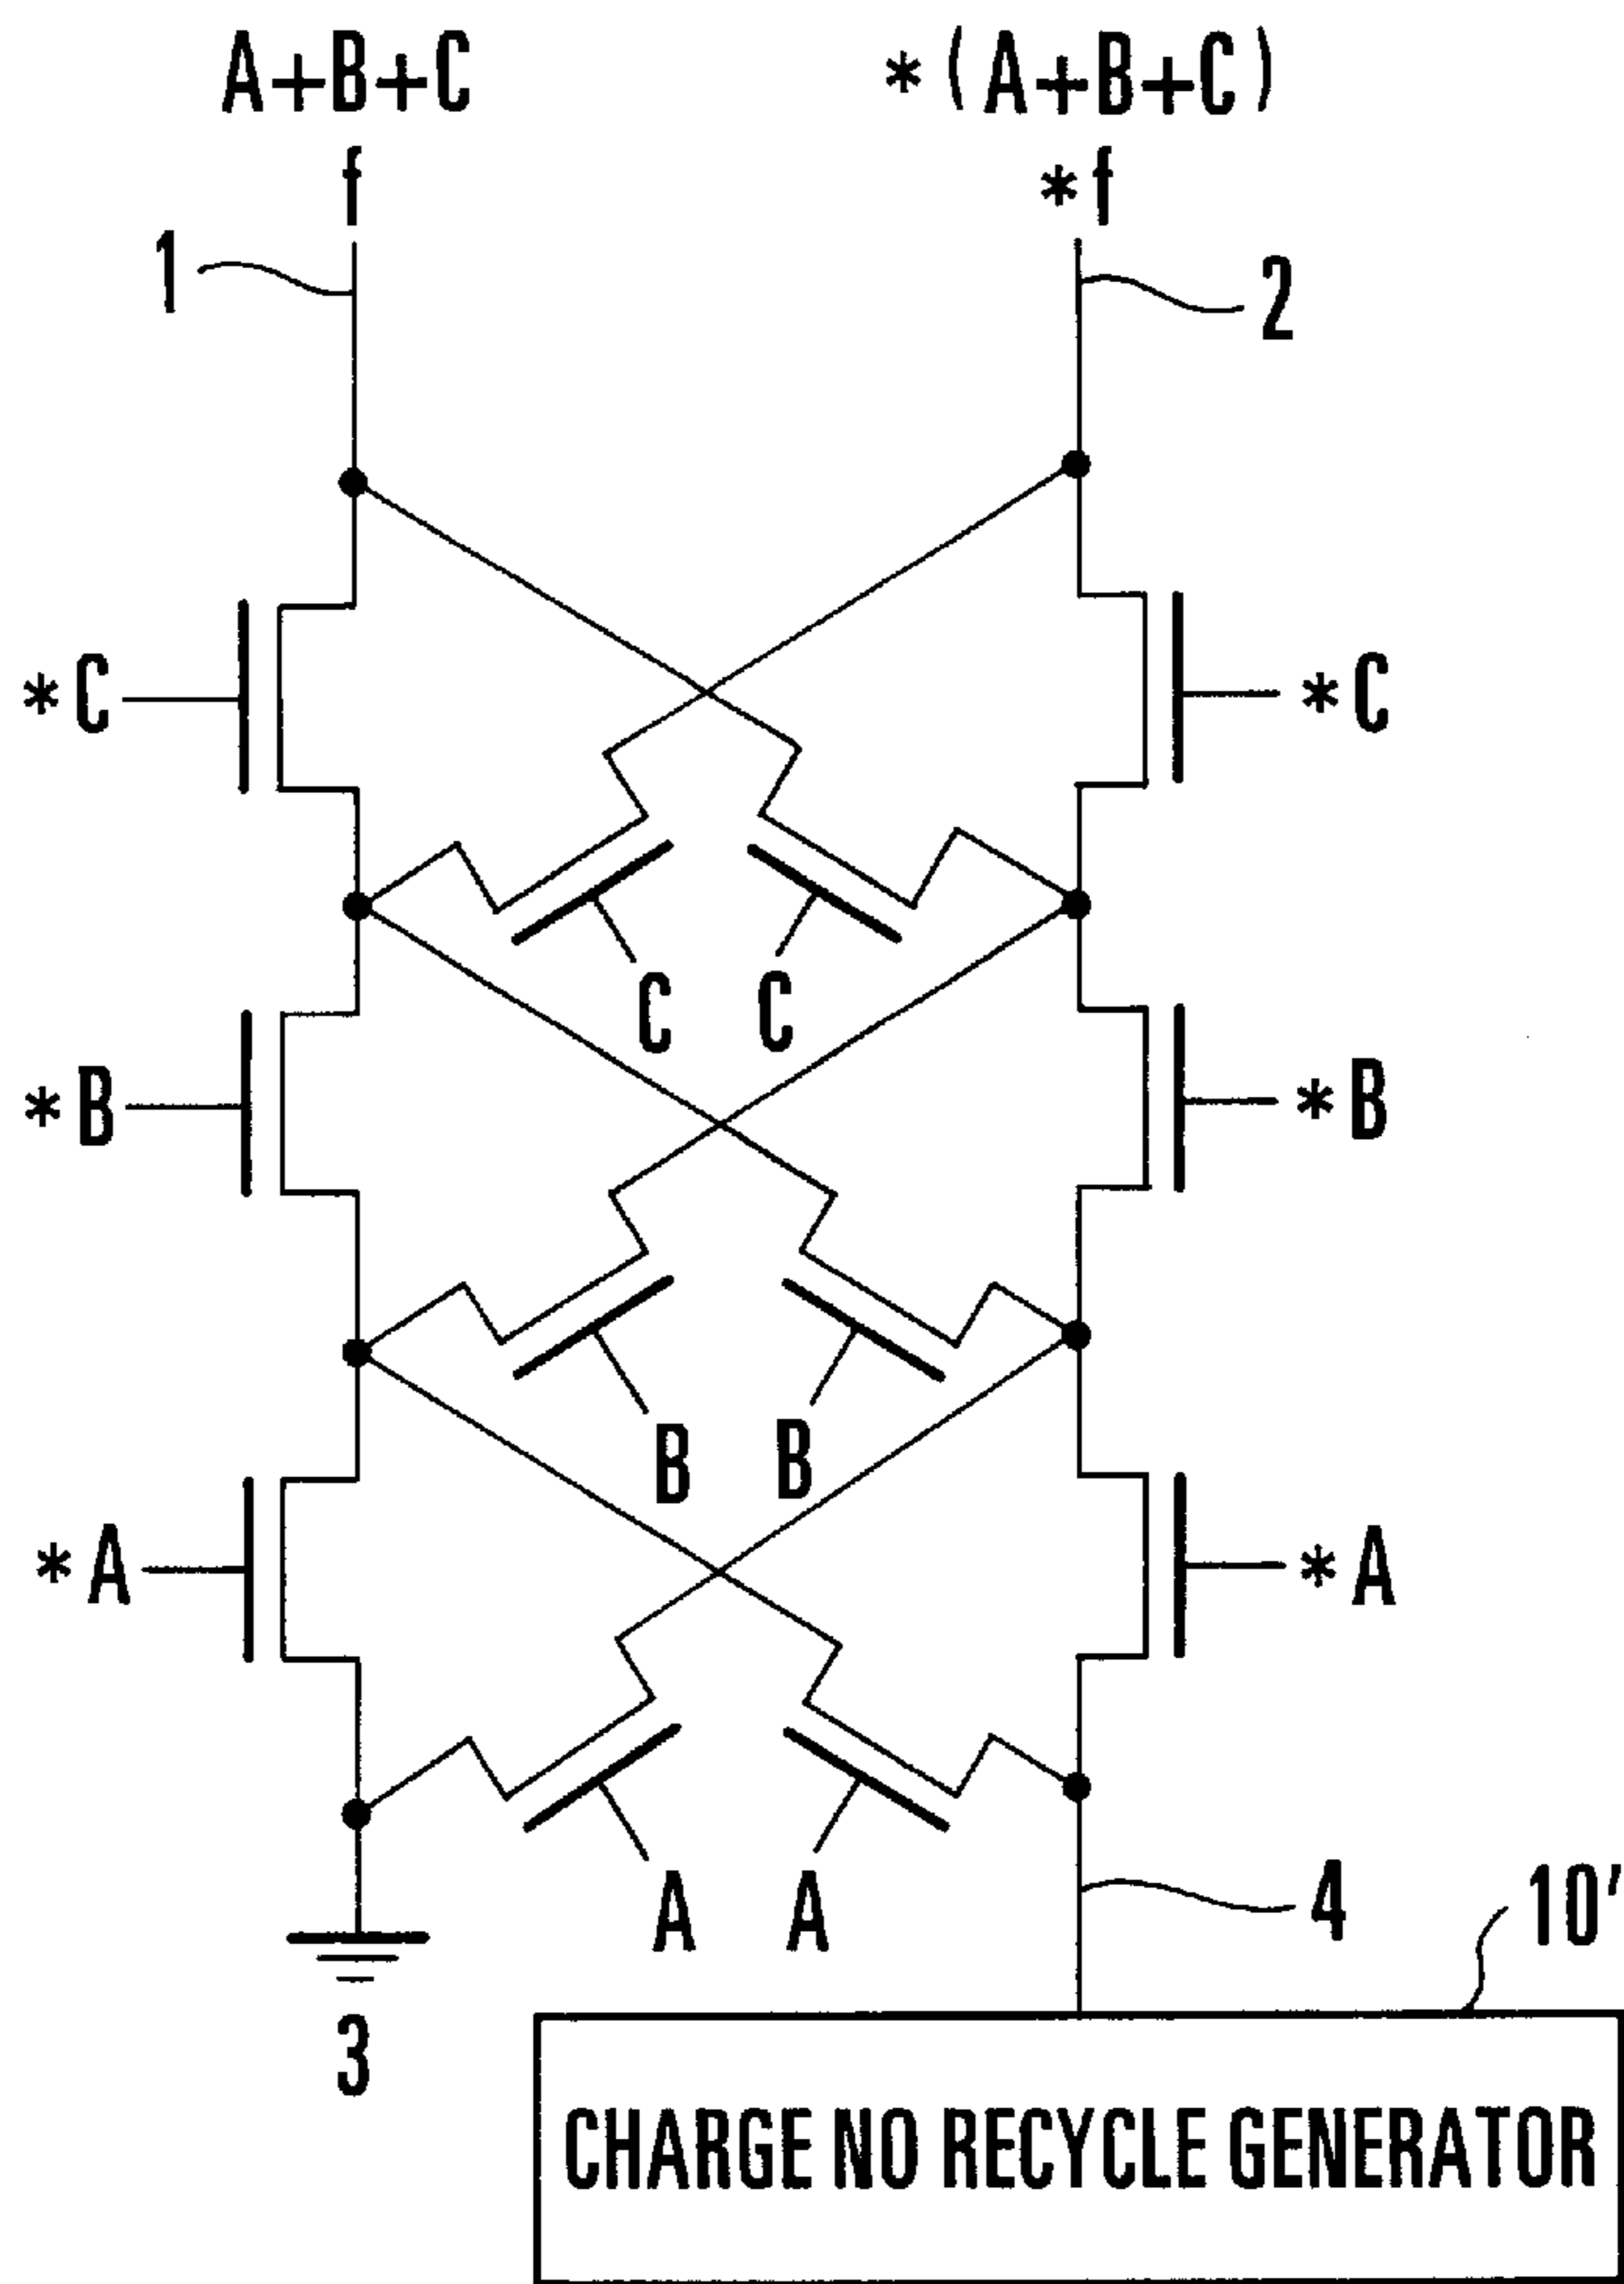 A+B+C *(A+B+C)
f *f
1 2
*C *C
C C
*B *B
B B
*A *A
A A
4 10'
3
CHARGE NO RECYCLE GENERATOR